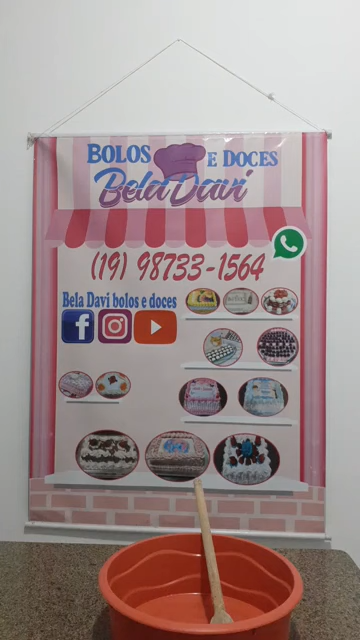 BOLOS E DOCES
Bela Davi
(19) 98733-1564
Bela Davi bolos e doces